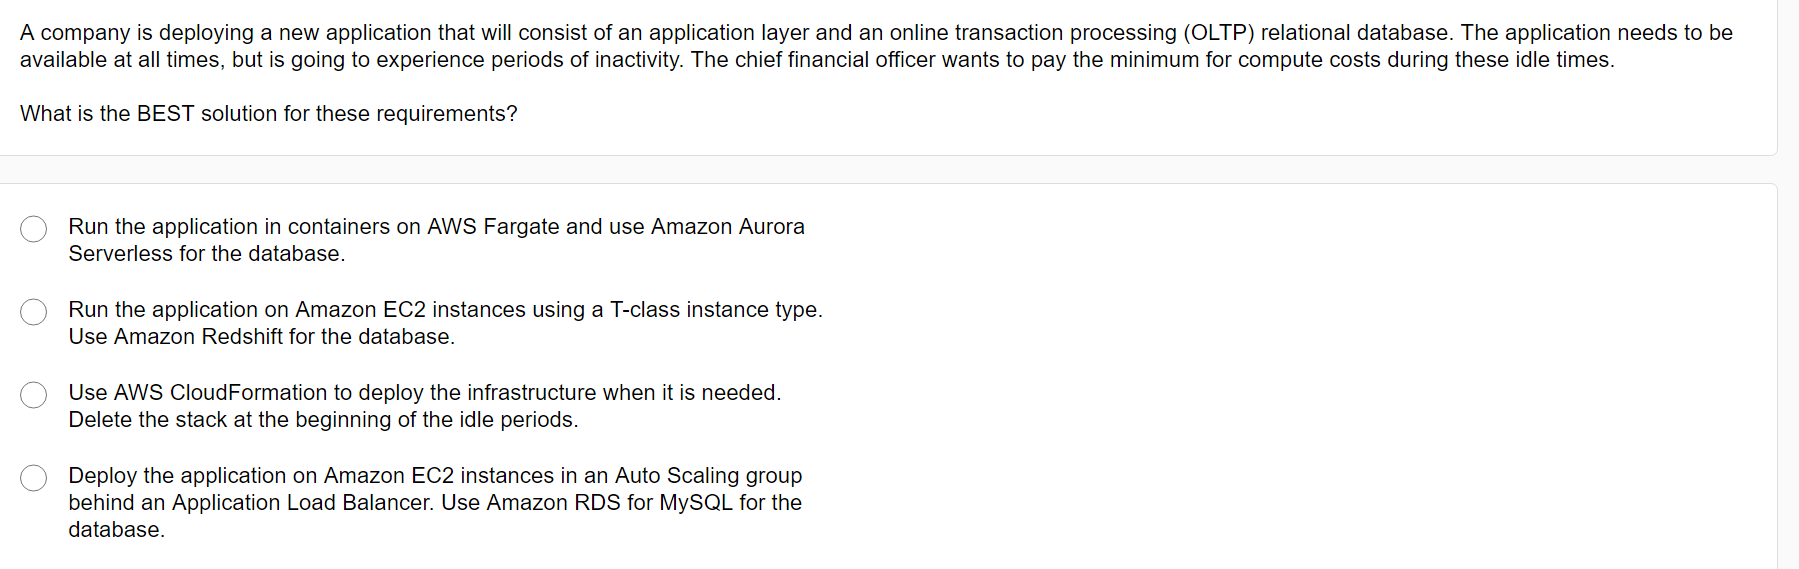 A company is deploying a new application that will consist of an application layer and an online transaction processing (OLTP) relational database. The application needs to be
available at all times, but is going to experience periods of inactivity. The chief financial officer wants to pay the minimum for compute costs during these idle times.
What is the BEST solution for these requirements?
Run the application in containers on AWS Fargate and use Amazon Aurora
Serverless for the database.
Run the application on Amazon EC2 instances using a T-class instance type.
Use Amazon Redshift for the database.
Use AWS CloudFormation to deploy the infrastructure when it is needed.
Delete the stack at the beginning of the idle periods.
Deploy the application on Amazon EC2 instances in an Auto Scaling group
behind an Application Load Balancer. Use Amazon RDS for MySQL for the
database.